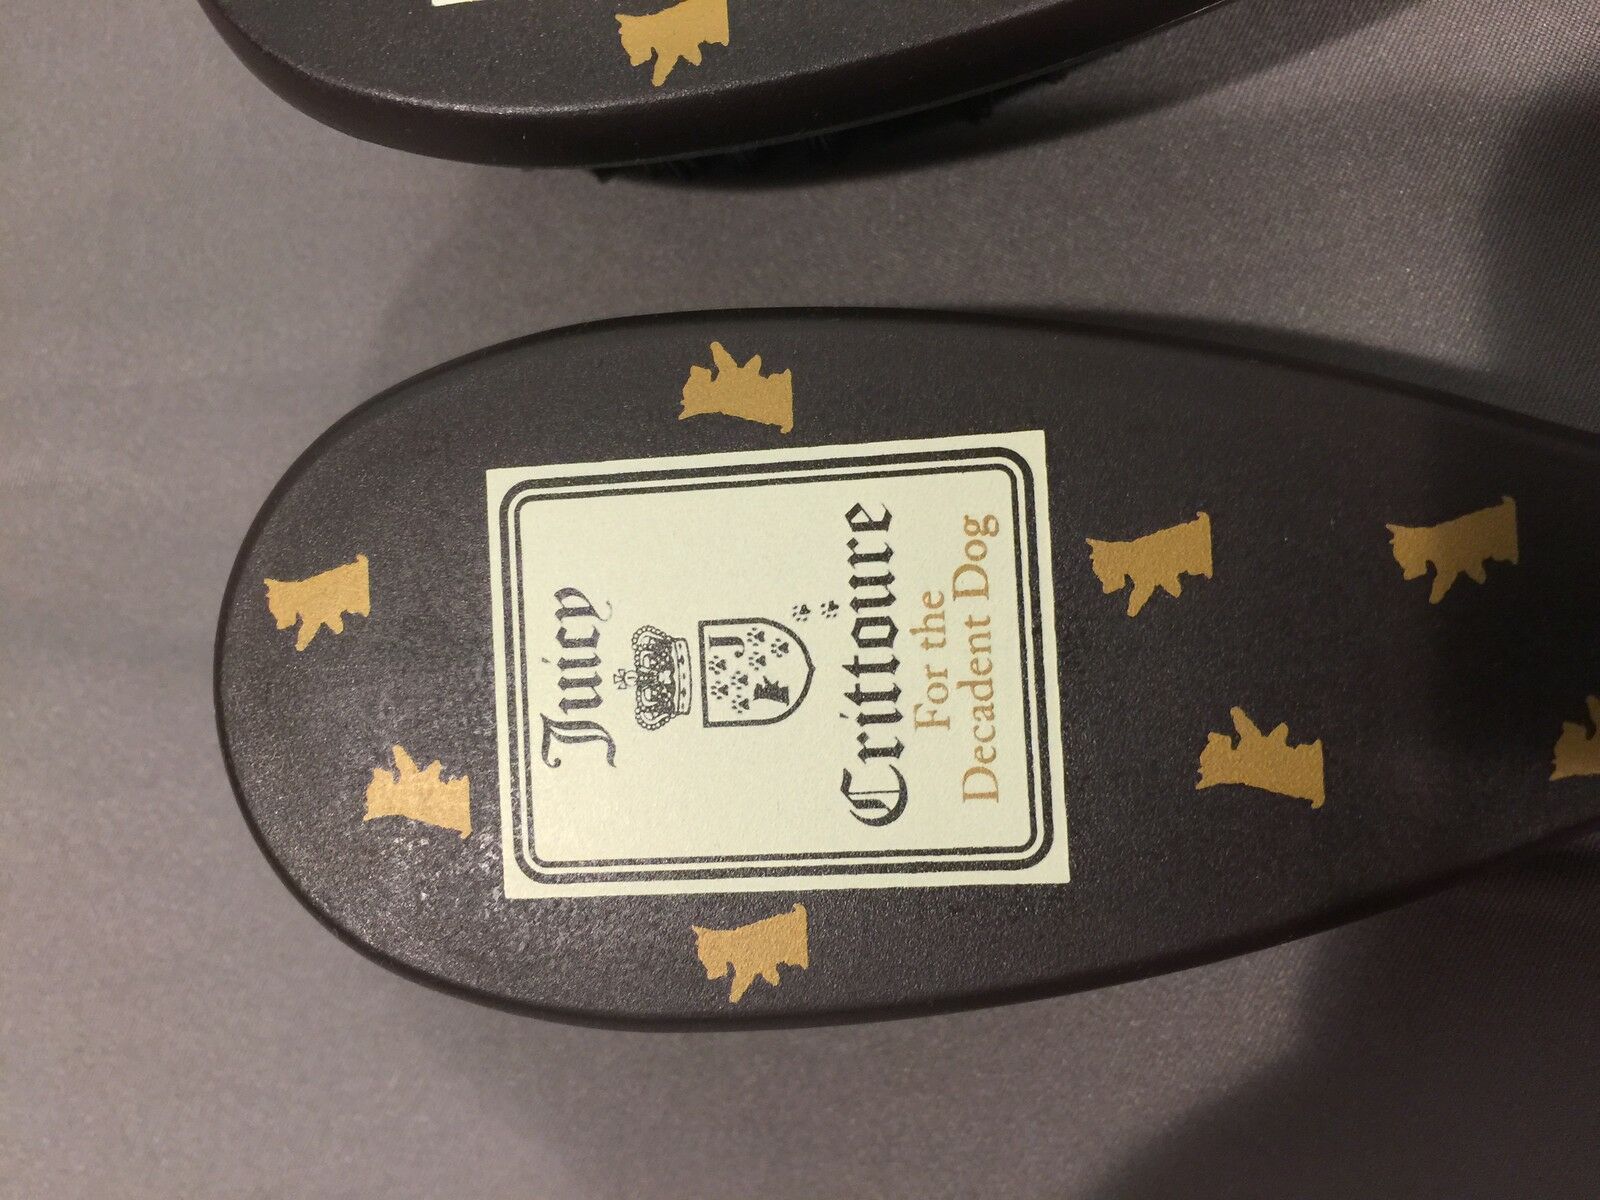 Juicy
J
Crittoure
For the
Decadent Dog